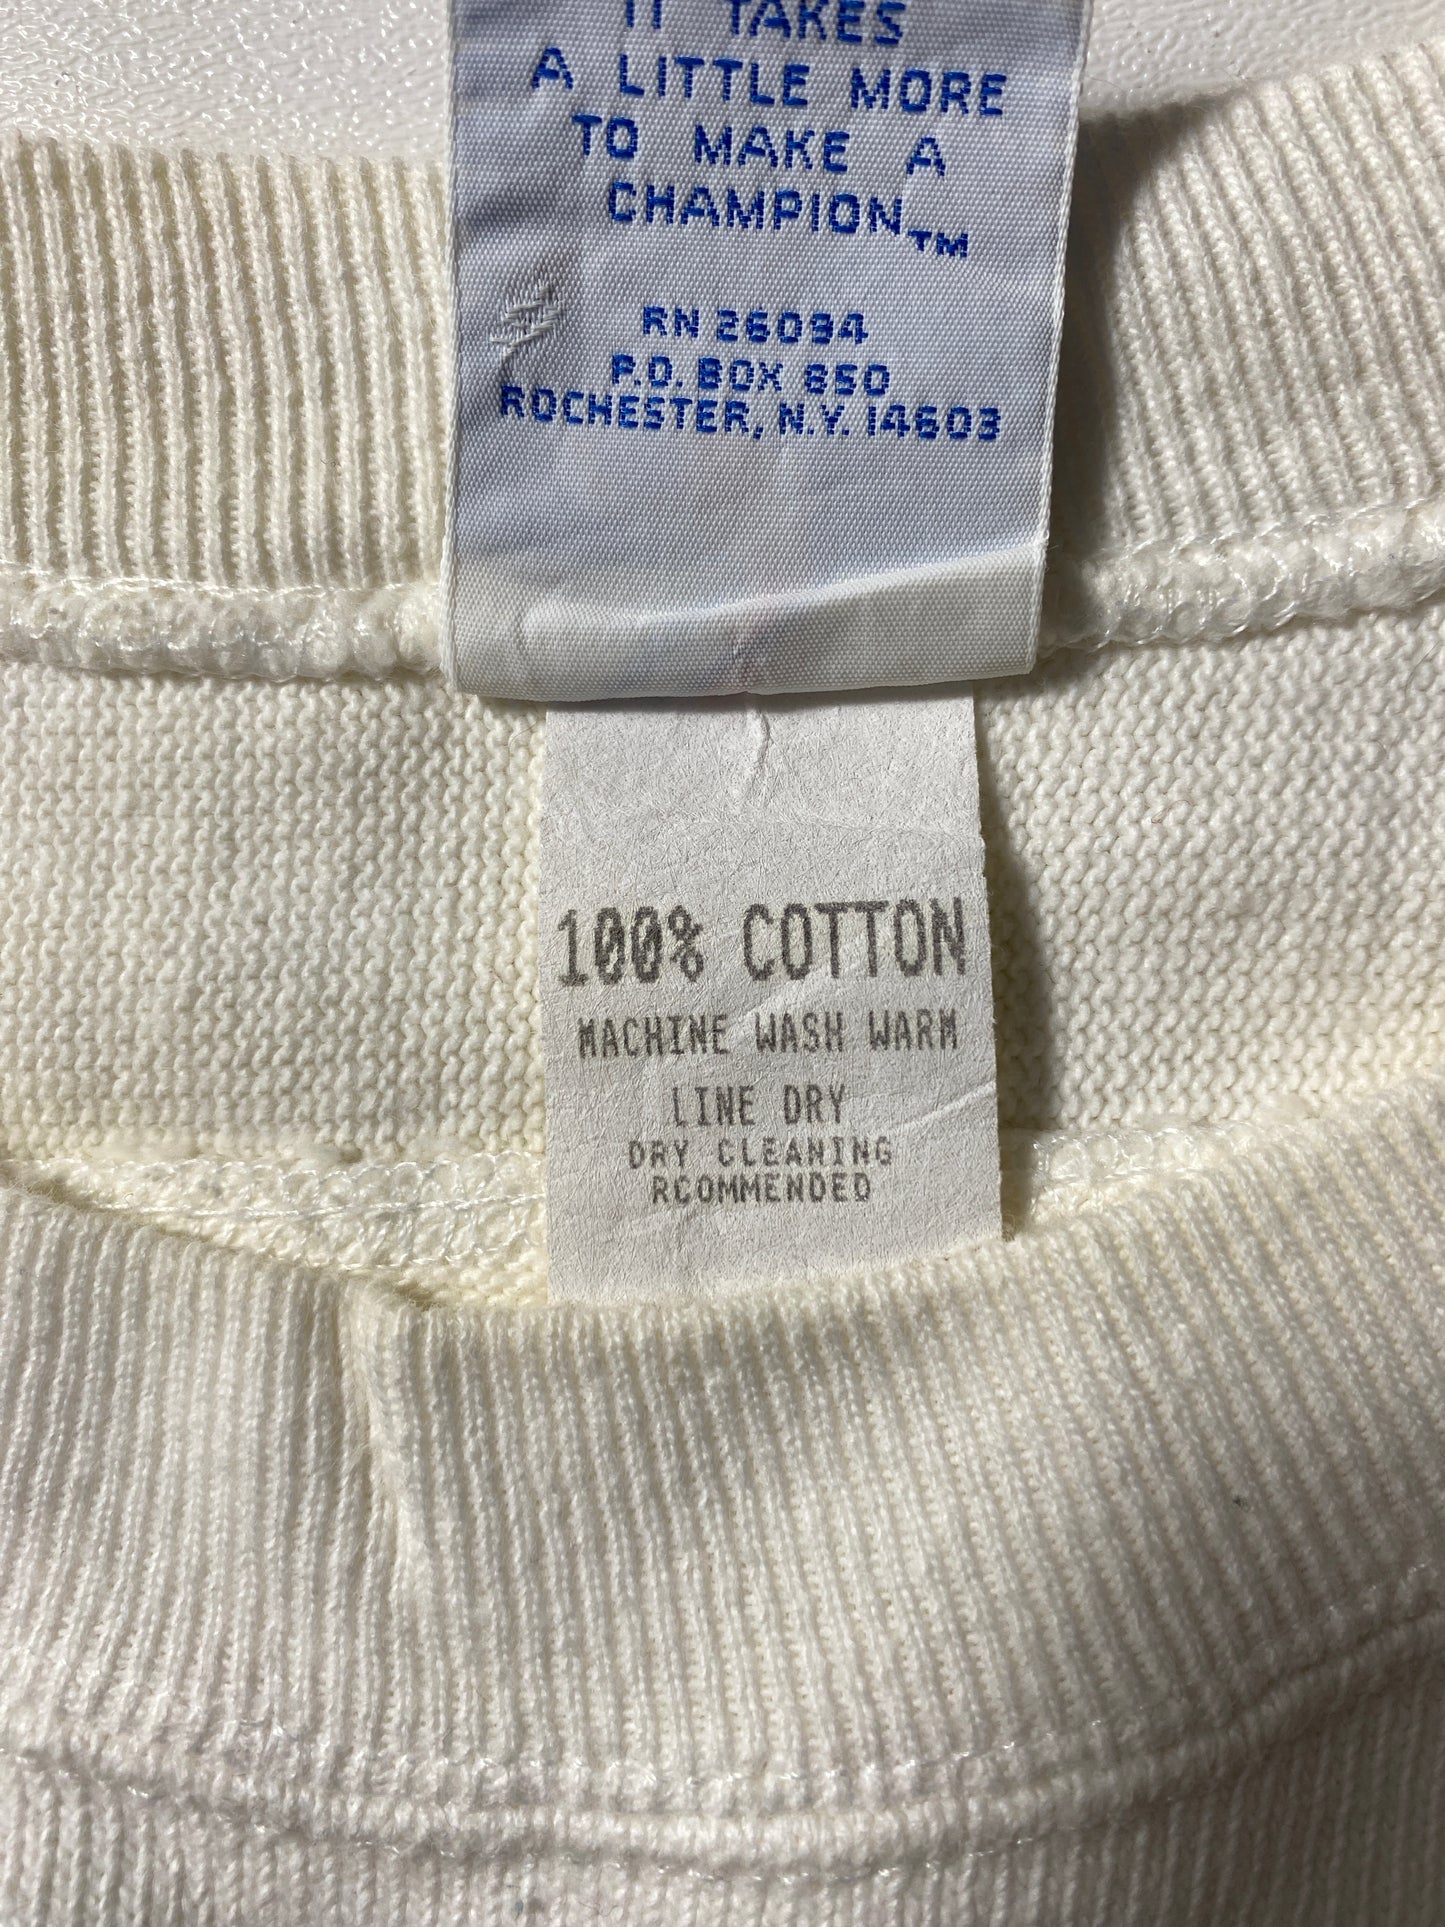 IT TAKES
A LITTLE MORE
TO MAKE A
CHAMPION™
RN 26094
P.O. BOX 850
ROCHESTER, N.Y. 14603
100% COTTON
MACHINE WASH WARM
LINE DRY
DRY CLEANING
RCOMMENDED